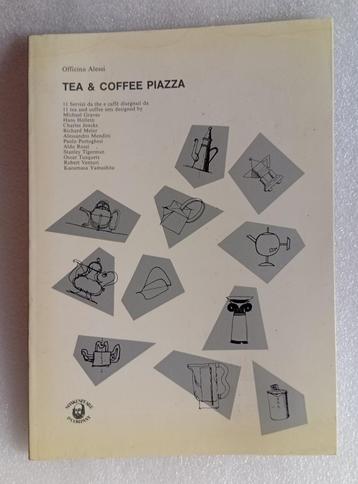 Officina Alessi
TEA & COFFEE PIAZZA
11 Servizi da the e caffè disegnati da
11 tea and coffee sets designed by
Michael Graves
Hans Hollein
Charles Jencks
Richard Meier
Alessandro Mendini
Paolo Portoghesi
Aldo Rossi
Stanley Tigerman
Oscar Tusquets
Robert Venturi
Kazumasa Yamashita
SHAKESPEARE
& COMPANY